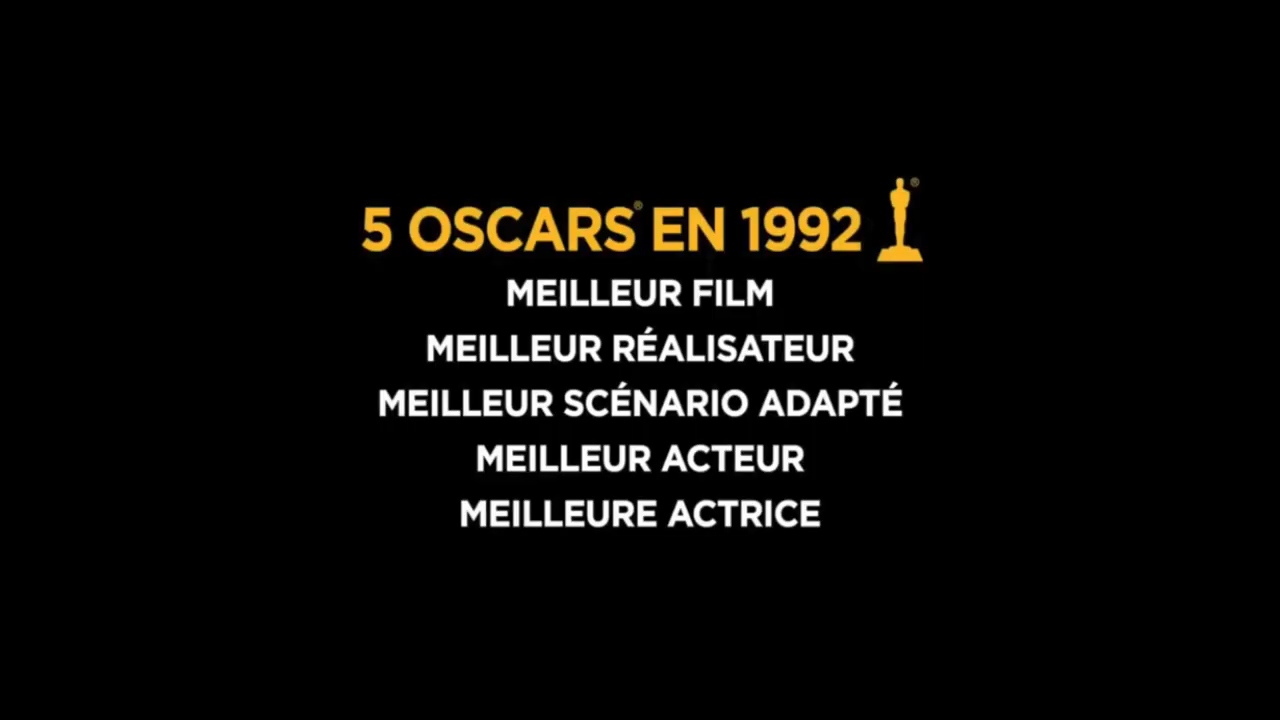 5 OSCARS® EN 1992 ®
MEILLEUR FILM
MEILLEUR RÉALISATEUR
MEILLEUR SCÉNARIO ADAPTÉ
MEILLEUR ACTEUR
MEILLEURE ACTRICE